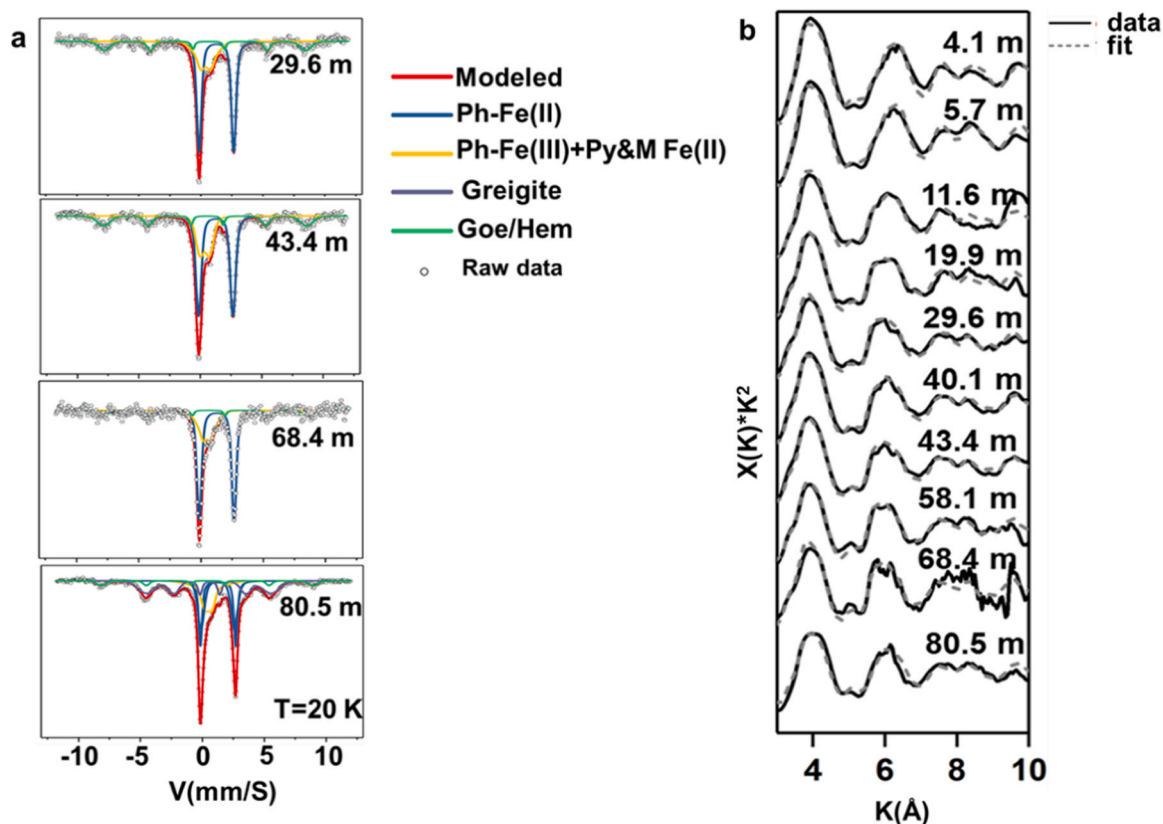 a
29.6 m
43.4 m
68.4 m
80.5 m
T=20 K
-10 -5 0 5 10
V(mm/S)
Modeled
Ph-Fe(II)
Ph-Fe(III)+Py&M Fe(II)
Greigite
Goe/Hem
Raw data
b
data
fit
4.1 m
5.7 m
11.6 m
19.9 m
29.6 m
40.1 m
43.4 m
58.1 m
68.4 m
80.5 m
X(K)*K²
4 6 8 10
K(Å)